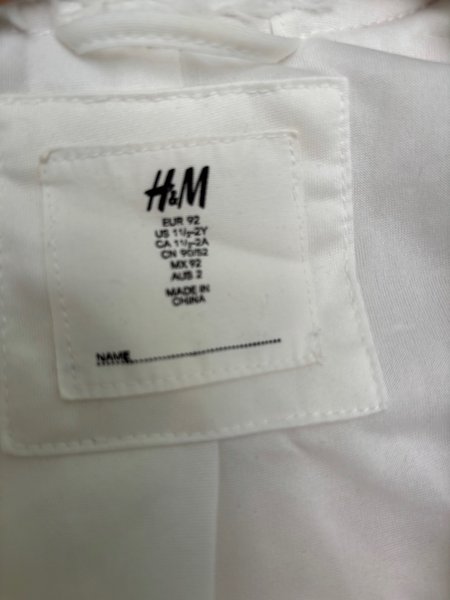 H&M
EUR 92
US 1½-2Y
CA 1½-2A
CN 90/52
MX 92
AUS 2
MADE IN
CHINA
NAME